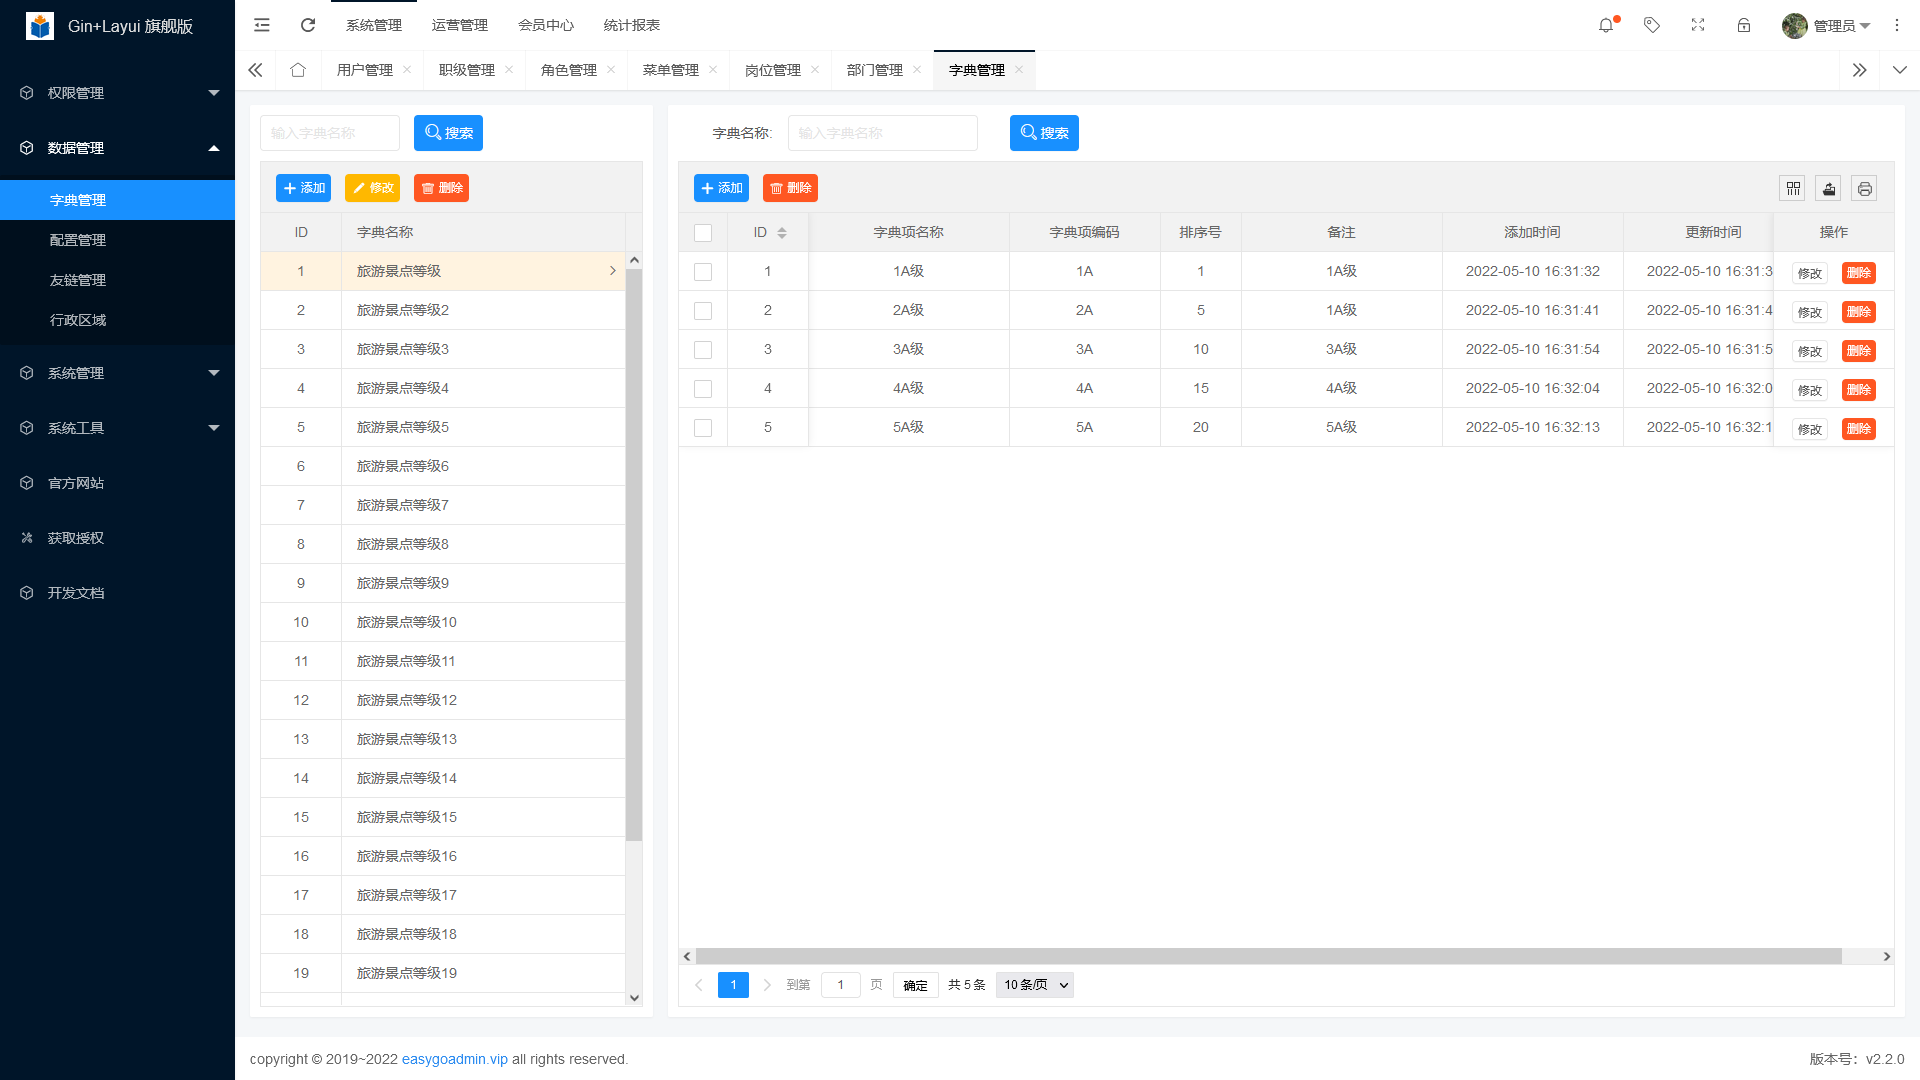 Gin+Layui 旗舰版
系统管理 运营管理 会员中心 统计报表
管理员
用户管理 职级管理 角色管理 菜单管理 岗位管理 部门管理 字典管理
权限管理
数据管理
字典管理
配置管理
友链管理
行政区域
系统管理
系统工具
官方网站
获取授权
开发文档
输入字典名称 搜索
添加 修改 删除
ID 字典名称
1 旅游景点等级
2 旅游景点等级2
3 旅游景点等级3
4 旅游景点等级4
5 旅游景点等级5
6 旅游景点等级6
7 旅游景点等级7
8 旅游景点等级8
9 旅游景点等级9
10 旅游景点等级10
11 旅游景点等级11
12 旅游景点等级12
13 旅游景点等级13
14 旅游景点等级14
15 旅游景点等级15
16 旅游景点等级16
17 旅游景点等级17
18 旅游景点等级18
19 旅游景点等级19
字典名称: 输入字典名称 搜索
添加 删除
ID 字典项名称 字典项编码 排序号 备注 添加时间 更新时间 操作
1 1A级 1A 1 1A级 2022-05-10 16:31:32 2022-05-10 16:31:3 修改 删除
2 2A级 2A 5 1A级 2022-05-10 16:31:41 2022-05-10 16:31:4 修改 删除
3 3A级 3A 10 3A级 2022-05-10 16:31:54 2022-05-10 16:31:5 修改 删除
4 4A级 4A 15 4A级 2022-05-10 16:32:04 2022-05-10 16:32:0 修改 删除
5 5A级 5A 20 5A级 2022-05-10 16:32:13 2022-05-10 16:32:1 修改 删除
1 到第 1 页 确定 共 5 条 10 条/页
copyright © 2019~2022 easygoadmin.vip all rights reserved.
版本号：v2.2.0